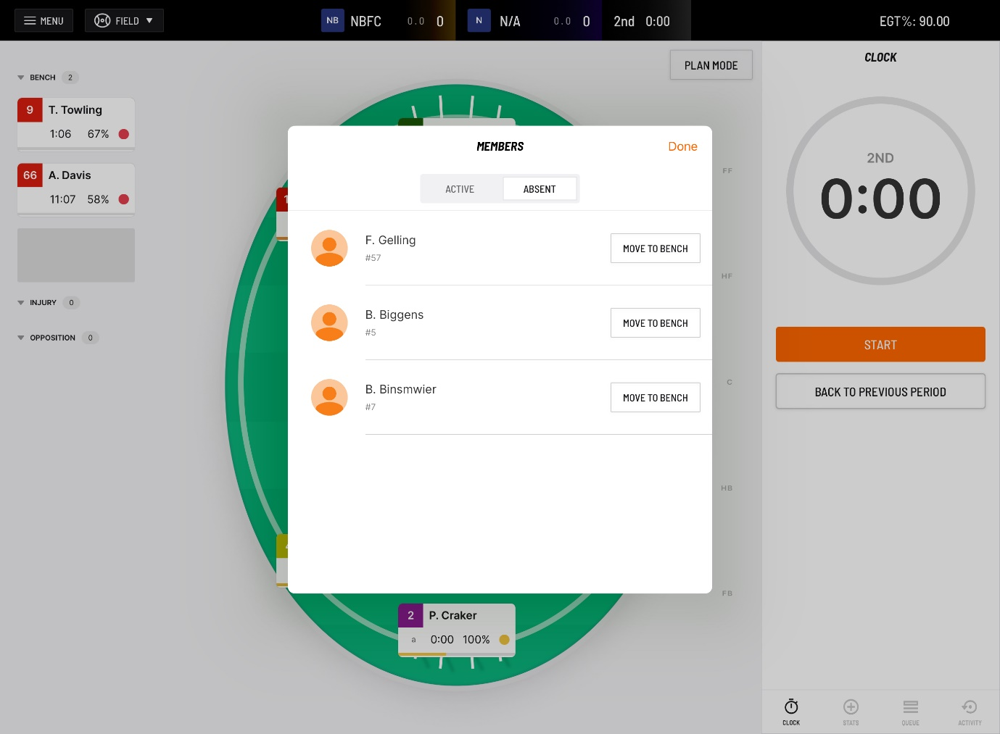 MENU
FIELD
NB NBFC 0.0 0
N N/A 0.0 0
2nd 0:00
EGT%: 90.00
BENCH 2
9 T. Towling
1:06 67%
66 A. Davis
11:07 58%
INJURY 0
OPPOSITION 0
PLAN MODE
MEMBERS
Done
ACTIVE ABSENT
F. Gelling
#57
MOVE TO BENCH
B. Biggens
#5
MOVE TO BENCH
B. Binsmwier
#7
MOVE TO BENCH
2 P. Craker
a 0:00 100%
FF
HF
C
HB
FB
CLOCK
2ND
0:00
START
BACK TO PREVIOUS PERIOD
CLOCK STATS QUEUE ACTIVITY